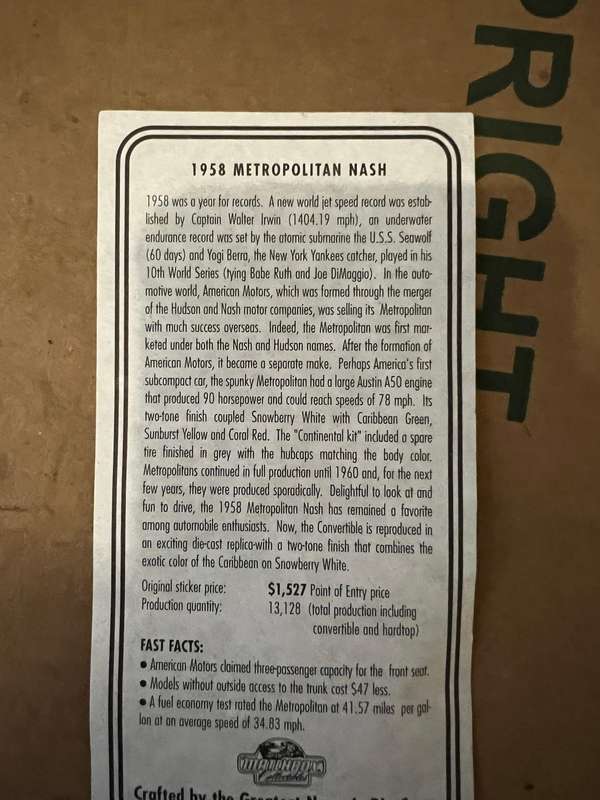 RIGHT
1958 METROPOLITAN NASH
1958 was a year for records. A new world jet speed record was estab-
lished by Captain Walter Irwin (1404.19 mph), an underwater
endurance record was set by the atomic submarine the U.S.S. Seawolf
(60 days) and Yogi Berra, the New York Yankees catcher, played in his
10th World Series (tying Babe Ruth and Joe DiMaggio). In the auto-
motive world, American Motors, which was formed through the merger
of the Hudson and Nash motor companies, was selling its Metropolitan
with much success overseas. Indeed, the Metropolitan was first mar-
keted under both the Nash and Hudson names. After the formation of
American Motors, it became a separate make. Perhaps America's first
subcompact car, the spunky Metropolitan had a large Austin A50 engine
that produced 90 horsepower and could reach speeds of 78 mph. Its
two-tone finish coupled Snowberry White with Caribbean Green,
Sunburst Yellow and Coral Red. The "Continental kit" included a spare
tire finished in grey with the hubcaps matching the body color.
Metropolitans continued in full production until 1960 and, for the next
few years, they were produced sporadically. Delightful to look at and
fun to drive, the 1958 Metropolitan Nash has remained a favorite
among automobile enthusiasts. Now, the Convertible is reproduced in
an exciting die-cast replica-with a two-tone finish that combines the
exotic color of the Caribbean on Snowberry White.
Original sticker price: $1,527 Point of Entry price
Production quantity: 13,128 (total production including
convertible and hardtop)
FAST FACTS:
• American Motors claimed three-passenger capacity for the front seat.
• Models without outside access to the trunk cost $47 less.
• A fuel economy test rated the Metropolitan at 41.57 miles per gal-
lon at an average speed of 34.83 mph.
MATCHBOX
Collectibles
Crafted by the Greatest